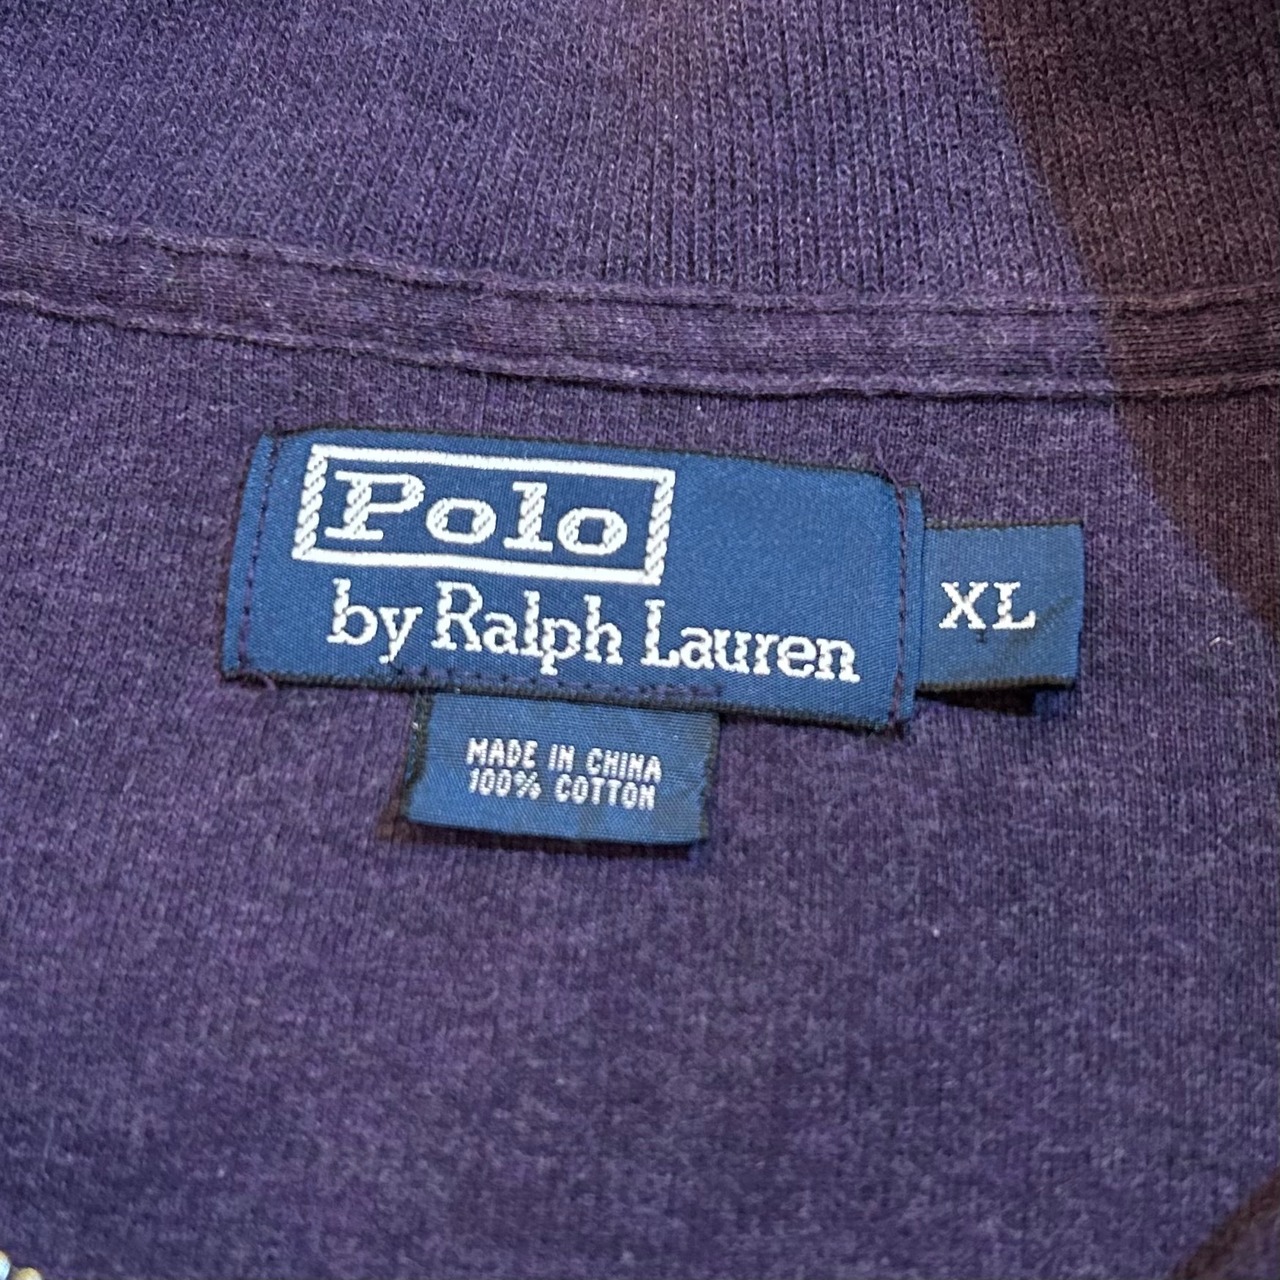 Polo
by Ralph Lauren
XL
MADE IN CHINA
100% COTTON